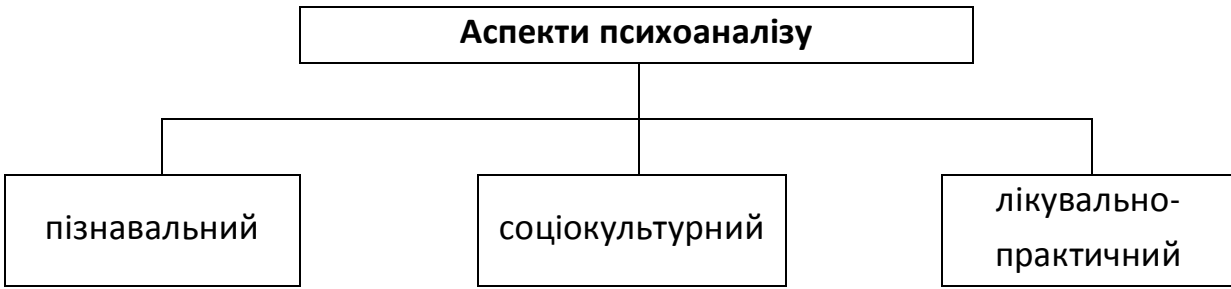 Аспекти психоаналізу
пізнавальний
соціокультурний
лікувально-
практичний